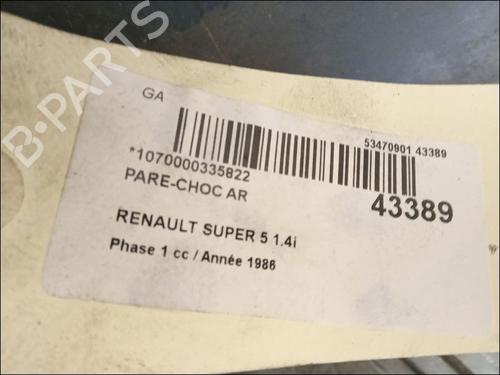 B-PARTS
GA
53470901 43389
*1070000335822
PARE-CHOC AR
43389
RENAULT SUPER 5 1.4i
Phase 1 cc / Année 1986